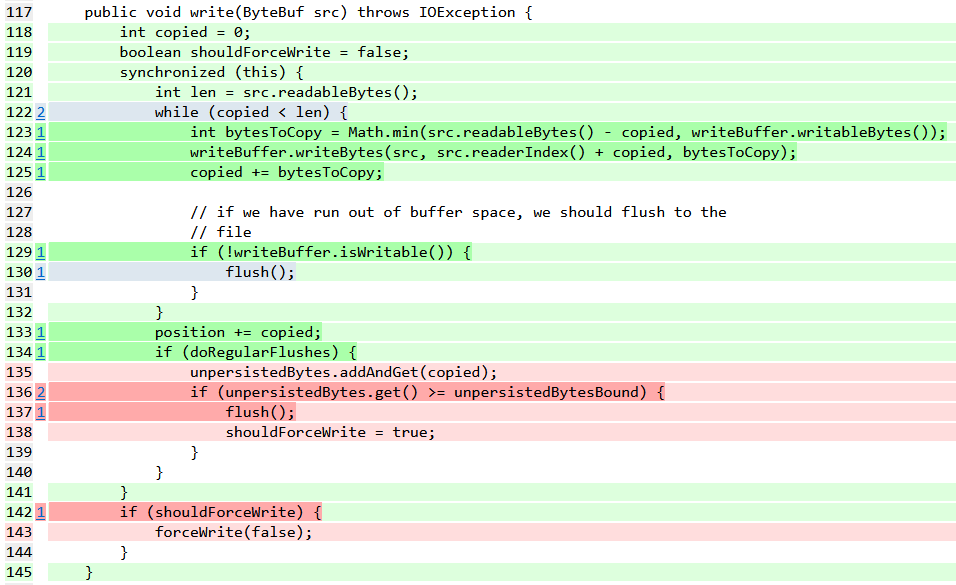 117 public void write(ByteBuf src) throws IOException {
118 int copied = 0;
119 boolean shouldForceWrite = false;
120 synchronized (this) {
121 int len = src.readableBytes();
122 2 while (copied < len) {
123 1 int bytesToCopy = Math.min(src.readableBytes() - copied, writeBuffer.writableBytes());
124 1 writeBuffer.writeBytes(src, src.readerIndex() + copied, bytesToCopy);
125 1 copied += bytesToCopy;
126
127 // if we have run out of buffer space, we should flush to the
128 // file
129 1 if (!writeBuffer.isWritable()) {
130 1 flush();
131 }
132 }
133 1 position += copied;
134 1 if (doRegularFlushes) {
135 unpersistedBytes.addAndGet(copied);
136 2 if (unpersistedBytes.get() >= unpersistedBytesBound) {
137 1 flush();
138 shouldForceWrite = true;
139 }
140 }
141 }
142 1 if (shouldForceWrite) {
143 forceWrite(false);
144 }
145 }